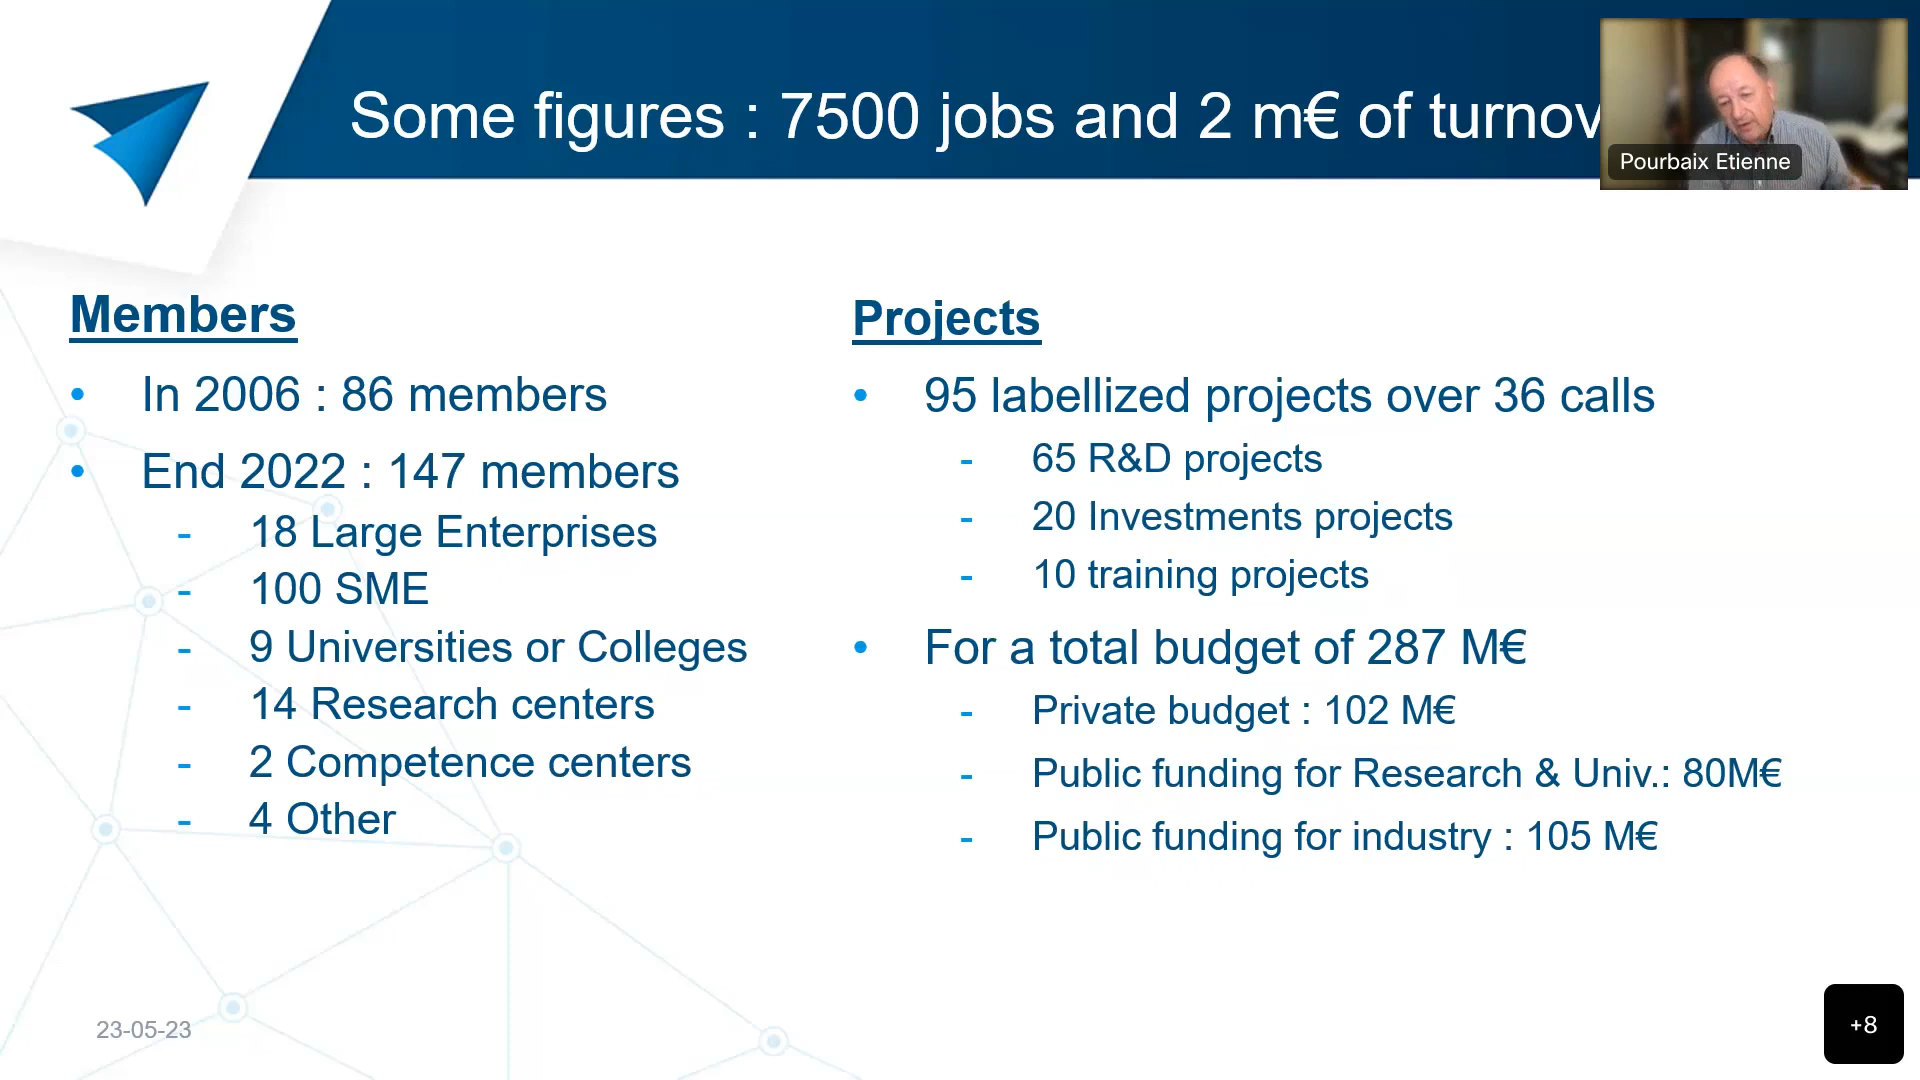 Some figures : 7500 jobs and 2 m€ of turnov
Pourbaix Etienne
Members
• In 2006 : 86 members
• End 2022 : 147 members
- 18 Large Enterprises
- 100 SME
- 9 Universities or Colleges
- 14 Research centers
- 2 Competence centers
- 4 Other
Projects
• 95 labellized projects over 36 calls
- 65 R&D projects
- 20 Investments projects
- 10 training projects
• For a total budget of 287 M€
- Private budget : 102 M€
- Public funding for Research & Univ.: 80M€
- Public funding for industry : 105 M€
23-05-23
+8